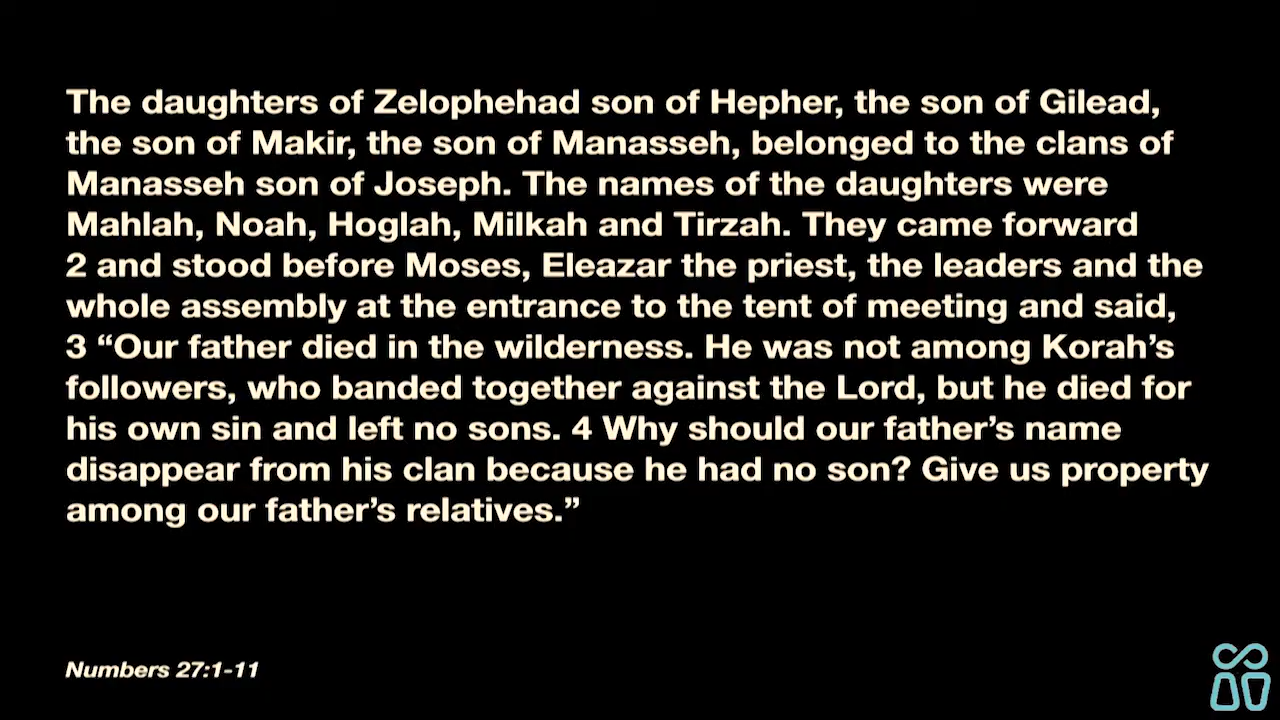 The daughters of Zelophehad son of Hepher, the son of Gilead,
the son of Makir, the son of Manasseh, belonged to the clans of
Manasseh son of Joseph. The names of the daughters were
Mahlah, Noah, Hoglah, Milkah and Tirzah. They came forward
2 and stood before Moses, Eleazar the priest, the leaders and the
whole assembly at the entrance to the tent of meeting and said,
3 “Our father died in the wilderness. He was not among Korah’s
followers, who banded together against the Lord, but he died for
his own sin and left no sons. 4 Why should our father’s name
disappear from his clan because he had no son? Give us property
among our father’s relatives.”
Numbers 27:1-11